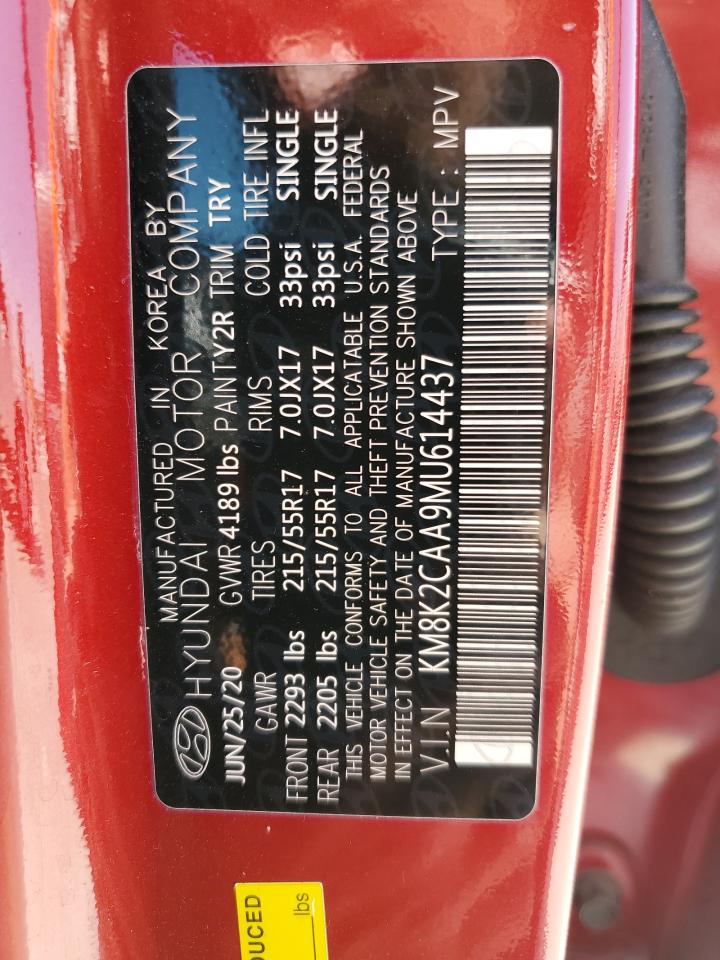 MANUFACTURED IN KOREA BY
HYUNDAI MOTOR COMPANY
JUN/25/20 GVWR 4189 lbs PAINT Y2R TRIM TRY
GAWR TIRES RIMS COLD TIRE INFL
FRONT 2293 lbs 215/55R17 7.0JX17 33psi SINGLE
REAR 2205 lbs 215/55R17 7.0JX17 33psi SINGLE
THIS VEHICLE CONFORMS TO ALL APPLICATABLE U.S.A. FEDERAL
MOTOR VEHICLE SAFETY AND THEFT PREVENTION STANDARDS
IN EFFECT ON THE DATE OF MANUFACTURE SHOWN ABOVE
V.I.N KM8K2CAA9MU614437 TYPE : MPV
DUCED
lbs